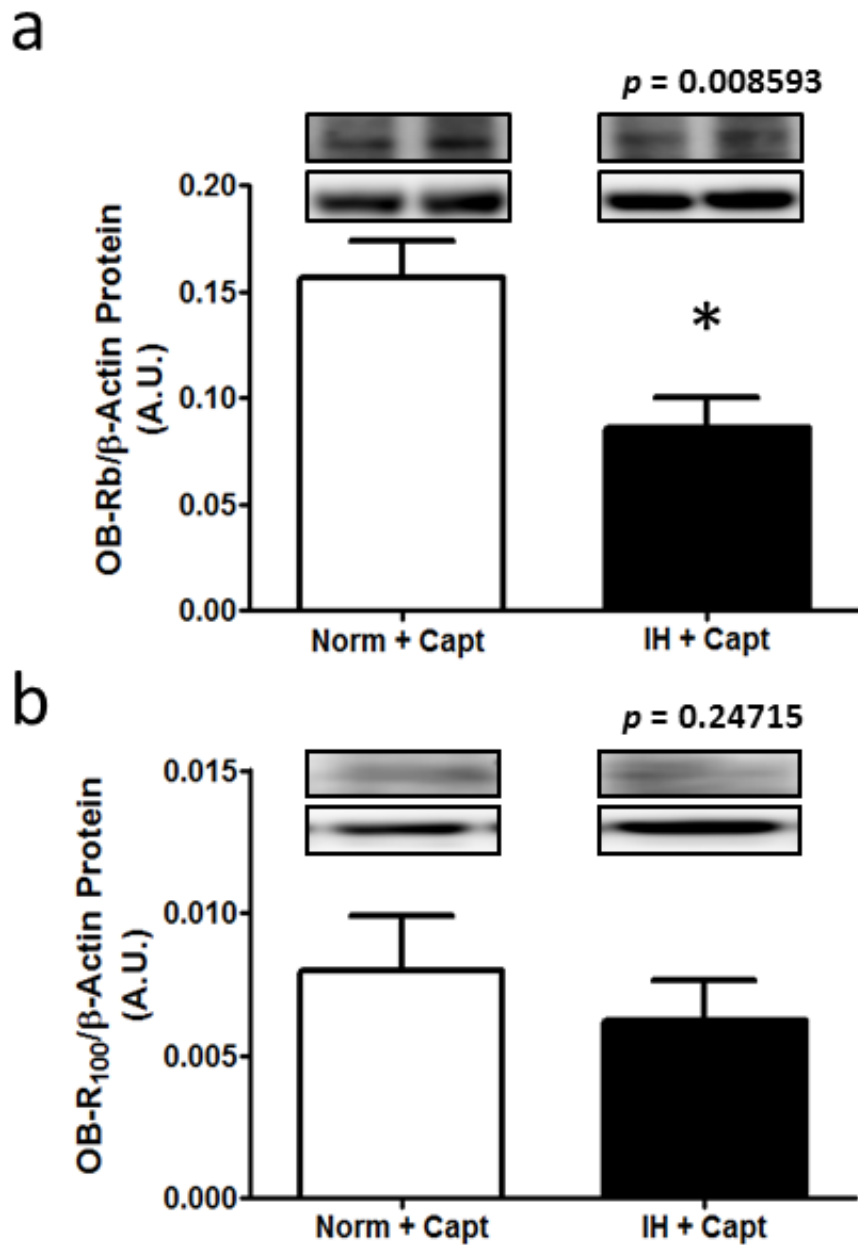 a
p = 0.008593
OB-Rb/β-Actin Protein
(A.U.)
0.20
0.15
0.10
0.05
0.00
*
Norm + Capt
IH + Capt
b
p = 0.24715
OB-R₁₀₀/β-Actin Protein
(A.U.)
0.015
0.010
0.005
0.000
Norm + Capt
IH + Capt